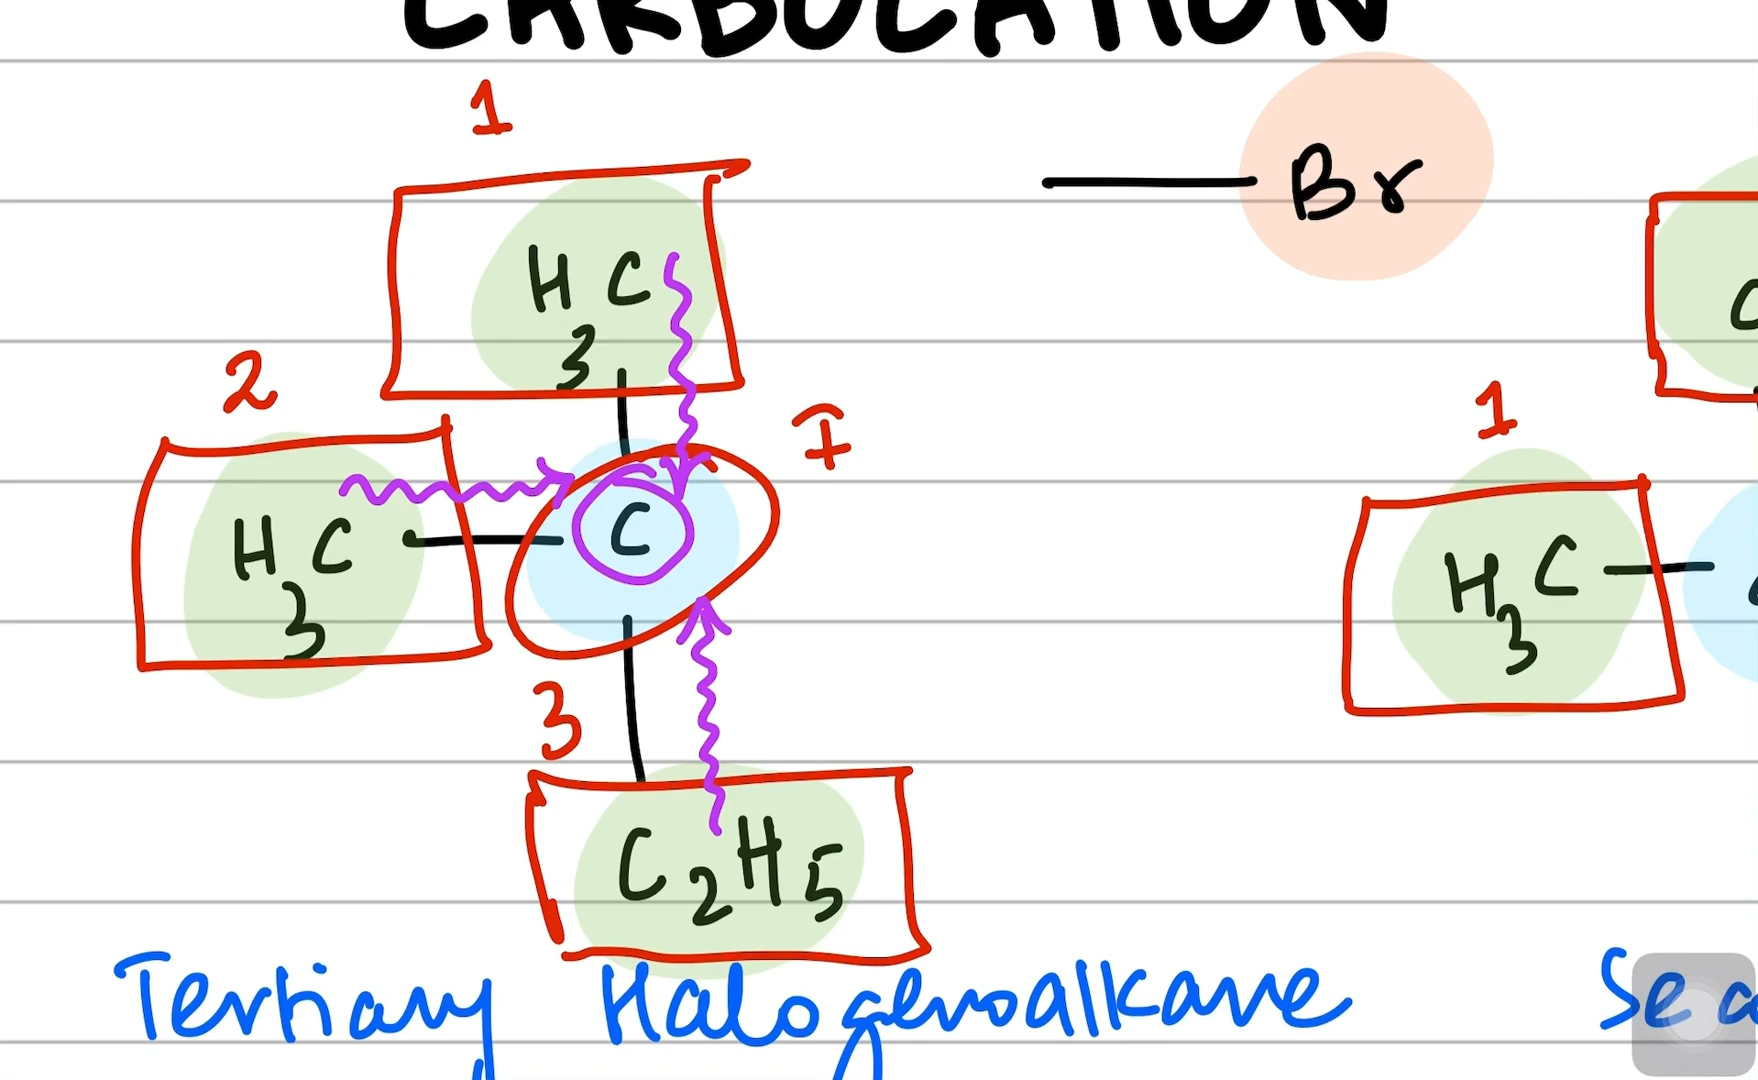 CARBOCATION
1
Br
H3C
2
+
1
H3C
C
H3C
3
C2H5
Tertiary Halogenoalkane